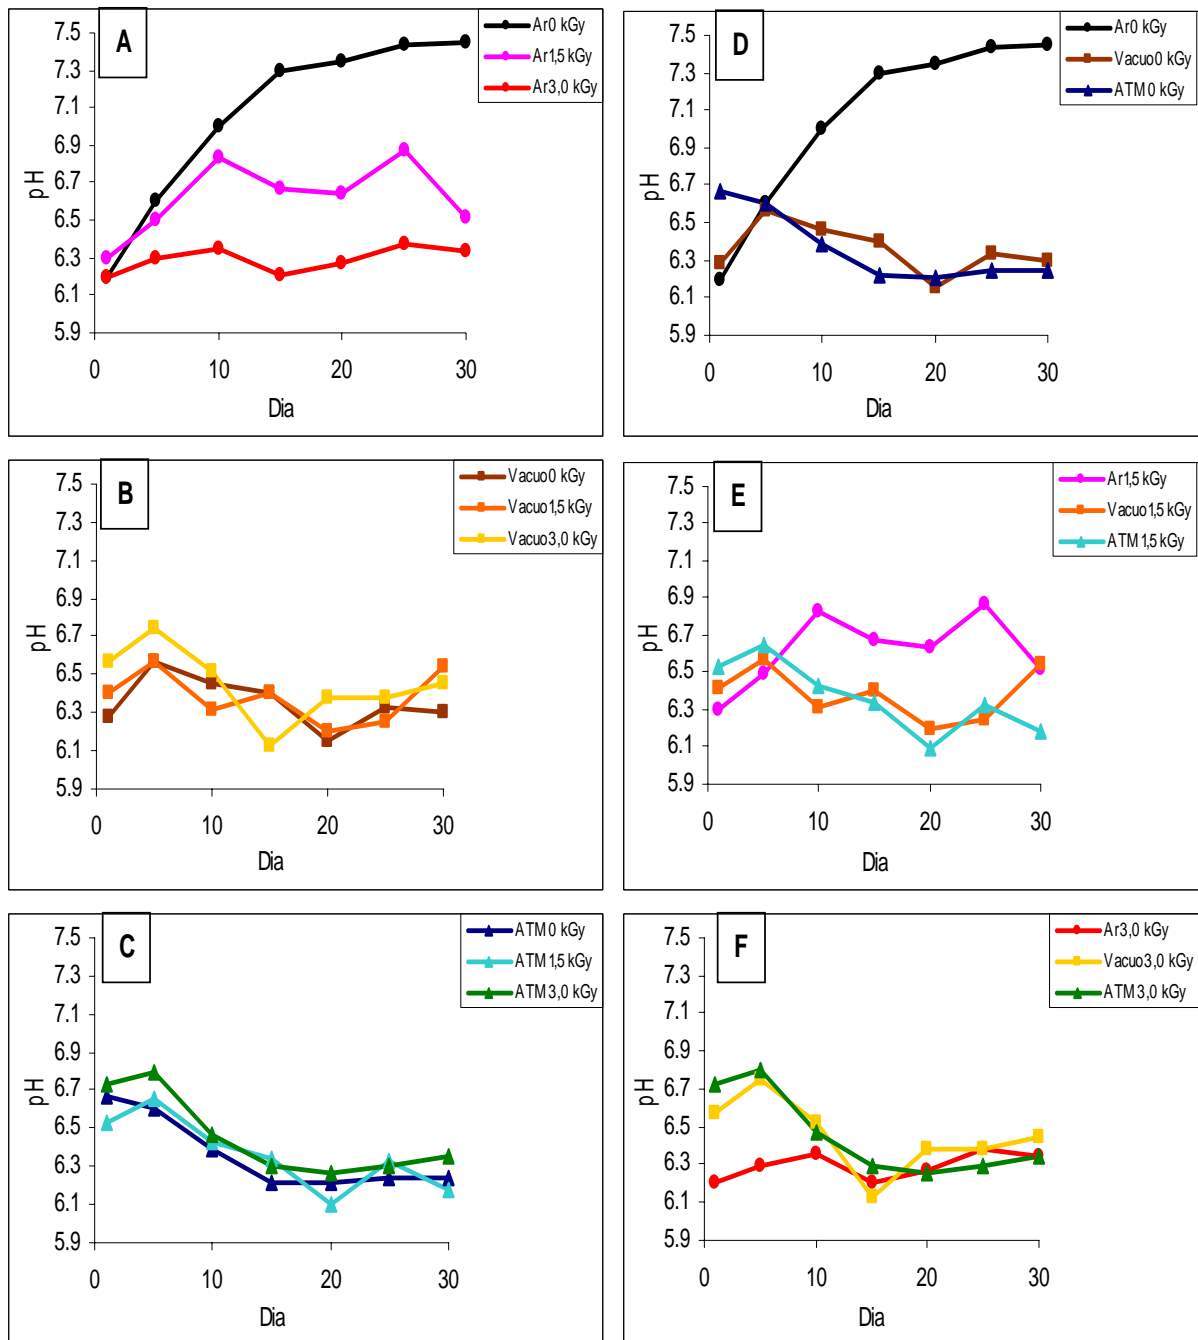 A
Ar0 kGy
Ar1,5 kGy
Ar3,0 kGy
7.5
7.3
7.1
6.9
6.7
6.5
6.3
6.1
5.9
pH
0 10 20 30
Dia
D
Ar0 kGy
Vacuo0 kGy
ATM0 kGy
7.5
7.3
7.1
6.9
6.7
6.5
6.3
6.1
5.9
pH
0 10 20 30
Dia
B
Vacuo0 kGy
Vacuo1,5 kGy
Vacuo3,0 kGy
7.5
7.3
7.1
6.9
6.7
6.5
6.3
6.1
5.9
pH
0 10 20 30
Dia
E
Ar1,5 kGy
Vacuo1,5 kGy
ATM1,5 kGy
7.5
7.3
7.1
6.9
6.7
6.5
6.3
6.1
5.9
pH
0 10 20 30
Dia
C
ATM0 kGy
ATM1,5 kGy
ATM3,0 kGy
7.5
7.3
7.1
6.9
6.7
6.5
6.3
6.1
5.9
pH
0 10 20 30
Dia
F
Ar3,0 kGy
Vacuo3,0 kGy
ATM3,0 kGy
7.5
7.3
7.1
6.9
6.7
6.5
6.3
6.1
5.9
pH
0 10 20 30
Dia